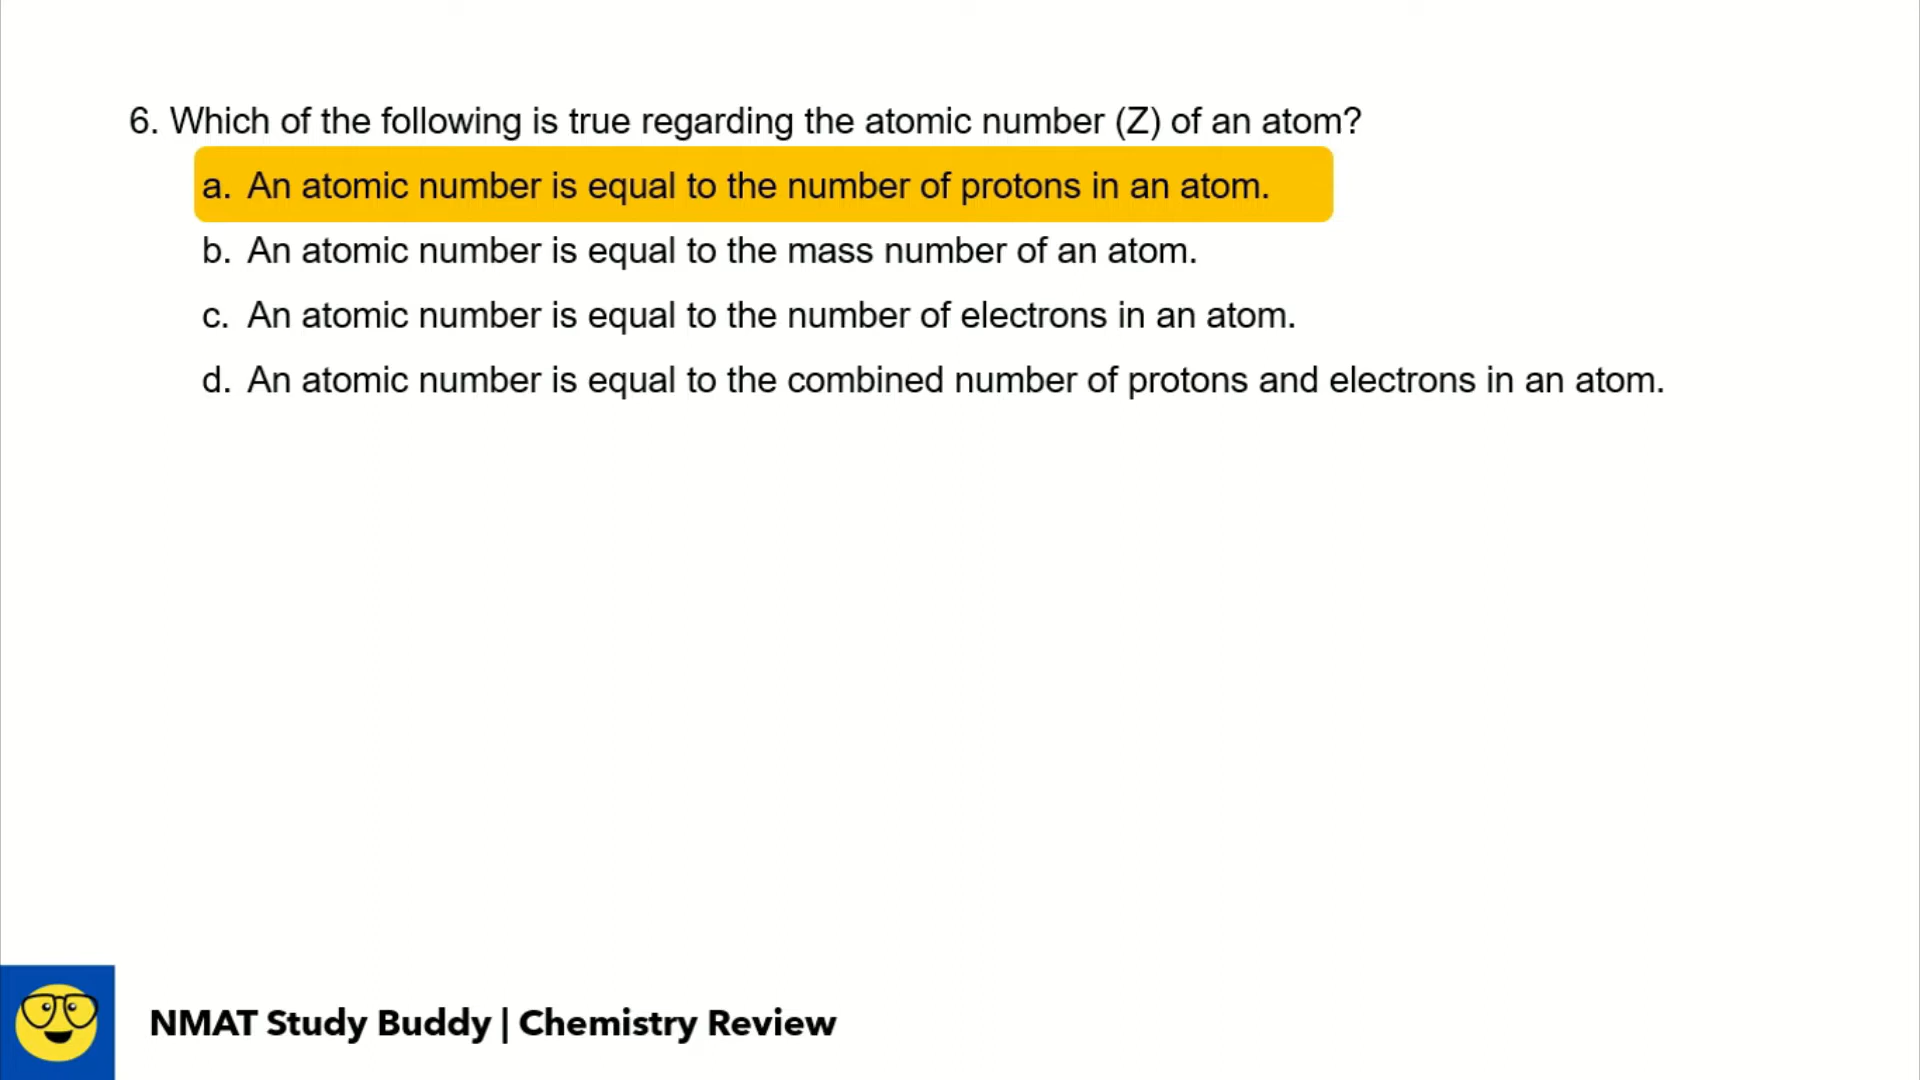 6. Which of the following is true regarding the atomic number (Z) of an atom?
a. An atomic number is equal to the number of protons in an atom.
b. An atomic number is equal to the mass number of an atom.
c. An atomic number is equal to the number of electrons in an atom.
d. An atomic number is equal to the combined number of protons and electrons in an atom.
NMAT Study Buddy | Chemistry Review